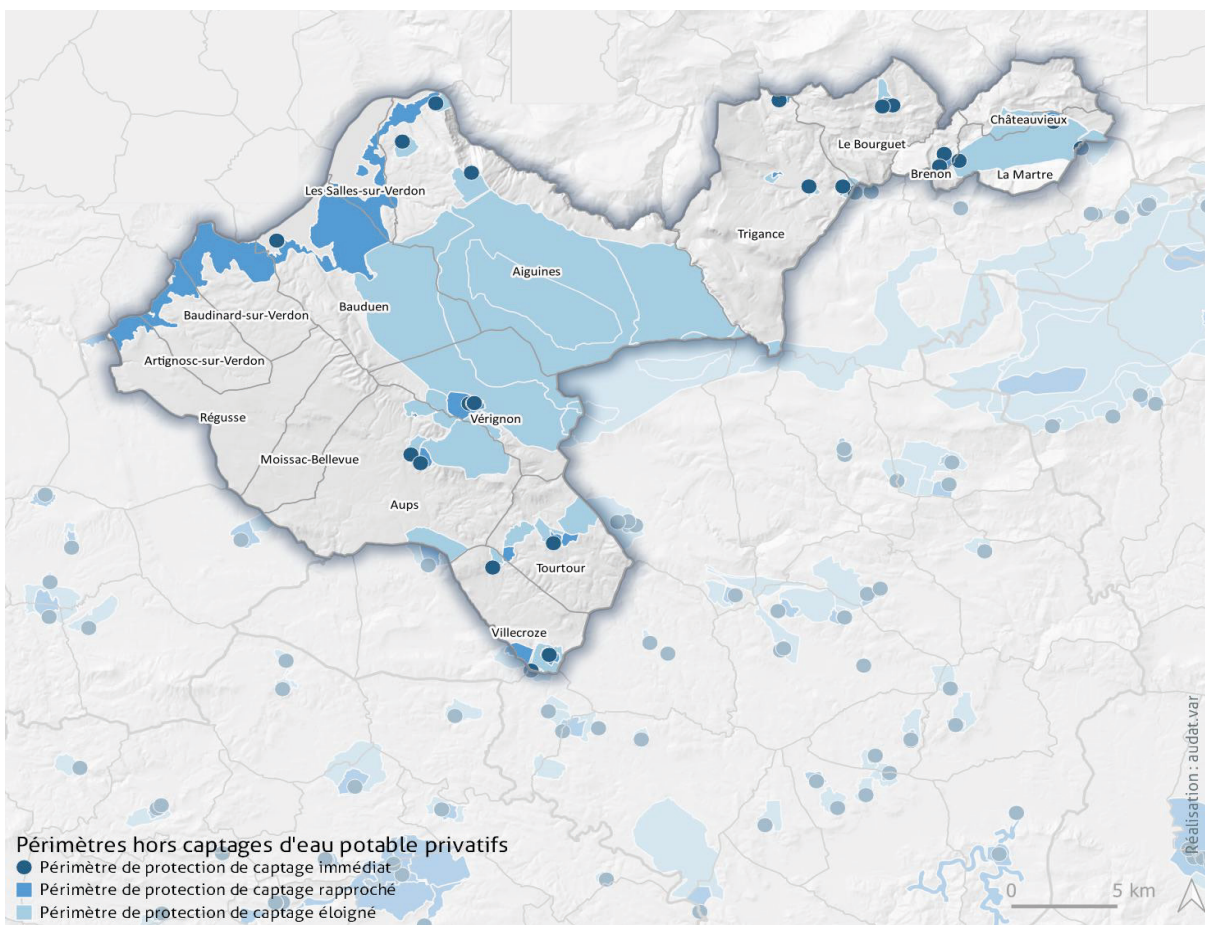 Châteauvieux
Le Bourguet
Brenon
La Martre
Les Salles-sur-Verdon
Trigance
Aiguines
Bauduen
Baudinard-sur-Verdon
Artignosc-sur-Verdon
Régusse
Vérignon
Moissac-Bellevue
Aups
Tourtour
Villecroze
Réalisation : audat.var
Périmètres hors captages d'eau potable privatifs
Périmètre de protection de captage immédiat
Périmètre de protection de captage rapproché
Périmètre de protection de captage éloigné
0 5 km